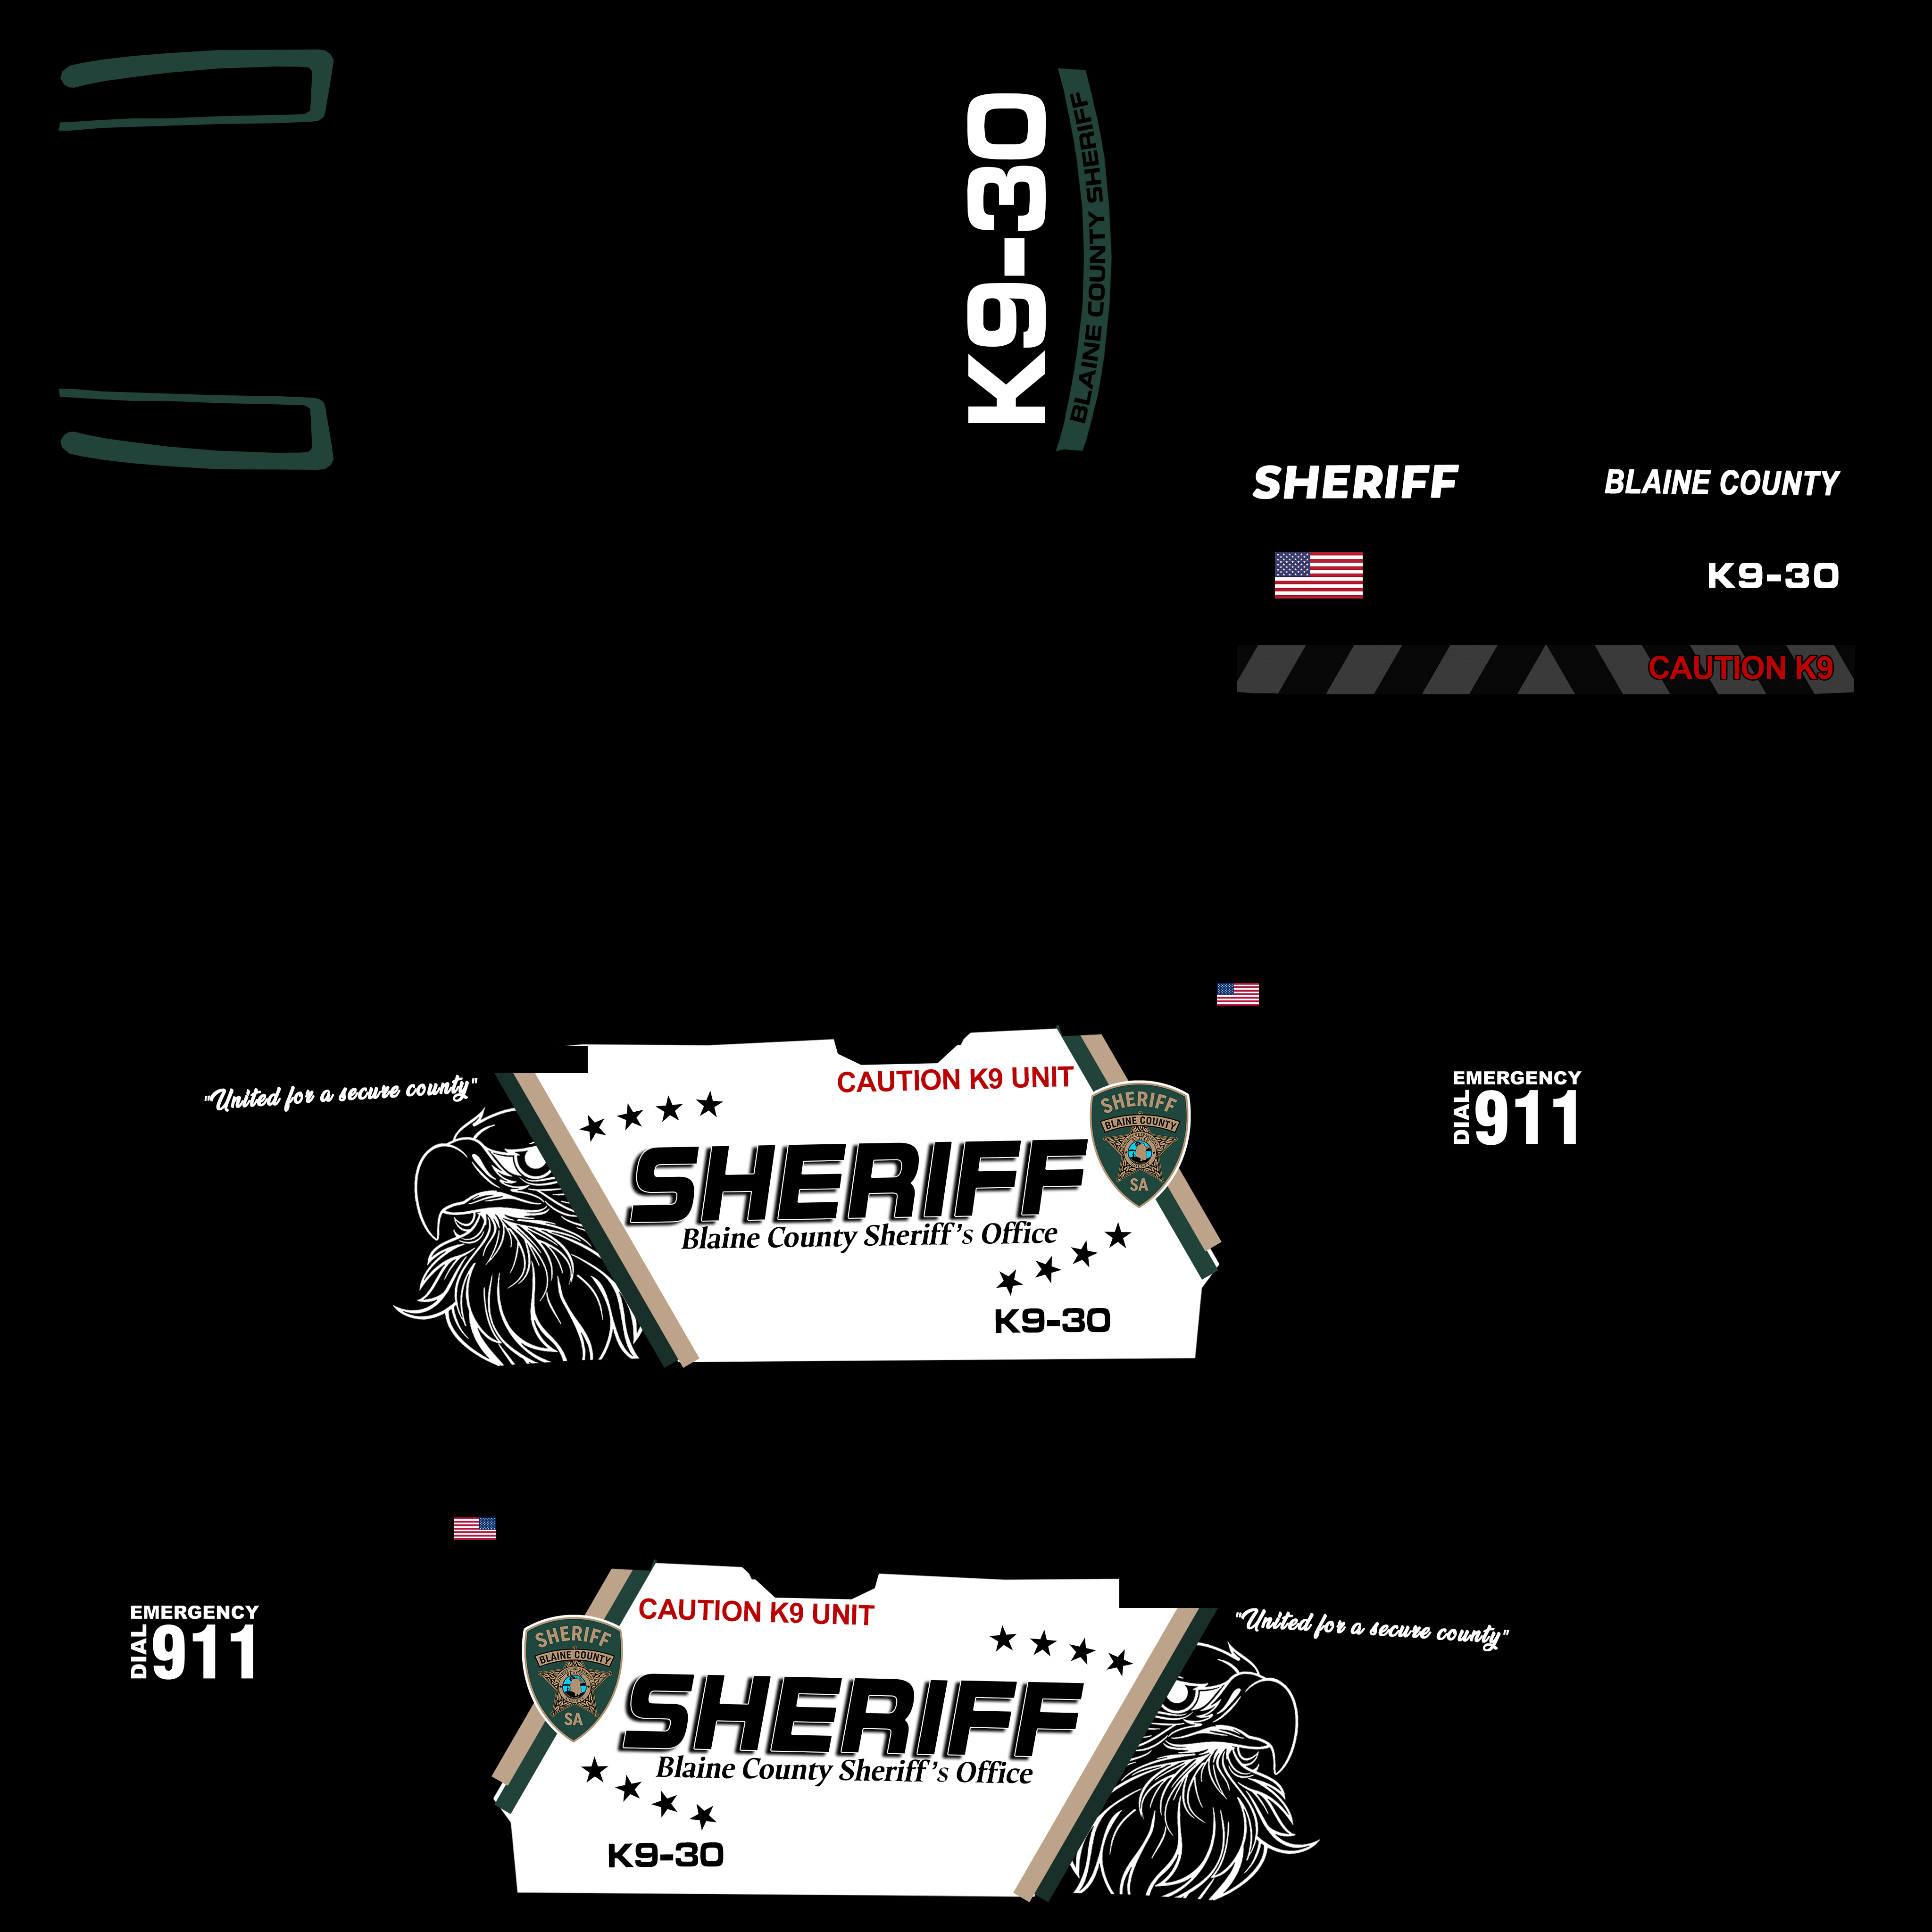 K9-30
BLAINE COUNTY SHERIFF
SHERIFF
BLAINE COUNTY
K9-30
CAUTION K9
"United for a secure county"
CAUTION K9 UNIT
SHERIFF
Blaine County Sheriff's Office
K9-30
SHERIFF
BLAINE COUNTY
SA
EMERGENCY
DIAL
911
EMERGENCY
DIAL
911
SHERIFF
BLAINE COUNTY
SA
CAUTION K9 UNIT
SHERIFF
Blaine County Sheriff's Office
K9-30
"United for a secure county"